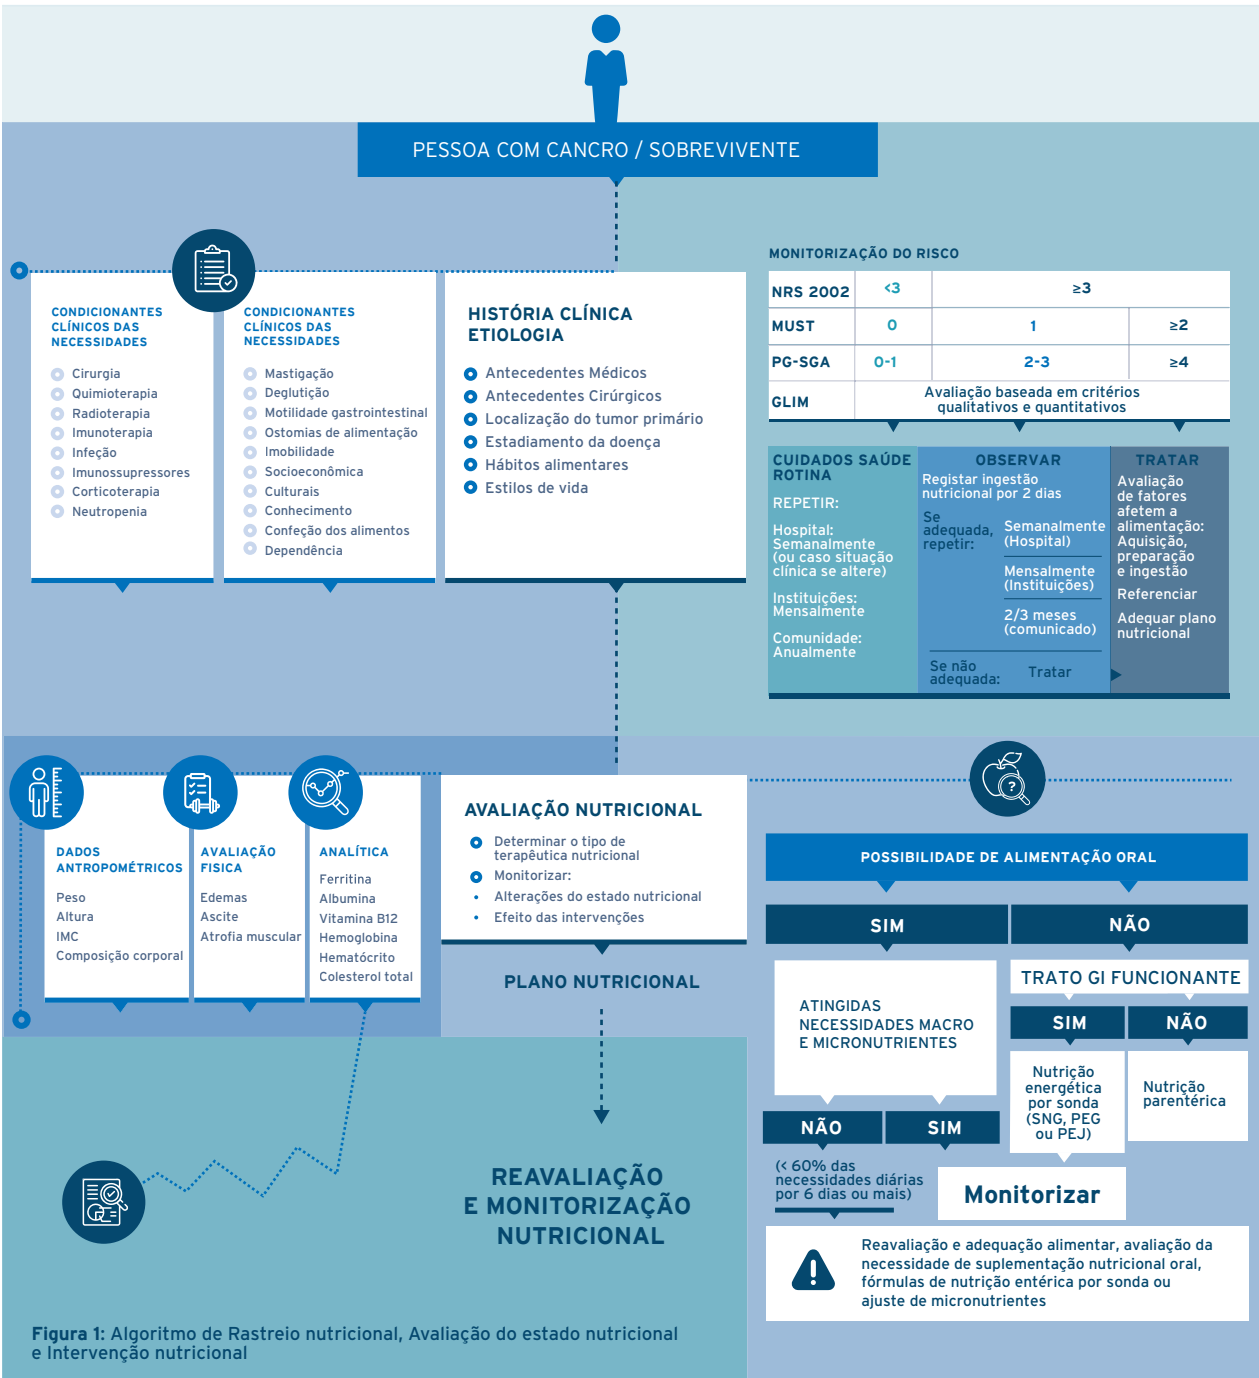 PESSOA COM CANCRO / SOBREVIVENTE
CONDICIONANTES
CLÍNICOS DAS
NECESSIDADES
Cirurgia
Quimioterapia
Radioterapia
Imunoterapia
Infeção
Imunossupressores
Corticoterapia
Neutropenia
CONDICIONANTES
CLÍNICOS DAS
NECESSIDADES
Mastigação
Deglutição
Motilidade gastrointestinal
Ostomias de alimentação
Imobilidade
Socioeconômica
Culturais
Conhecimento
Confeção dos alimentos
Dependência
HISTÓRIA CLÍNICA
ETIOLOGIA
Antecedentes Médicos
Antecedentes Cirúrgicos
Localização do tumor primário
Estadiamento da doença
Hábitos alimentares
Estilos de vida
MONITORIZAÇÃO DO RISCO
NRS 2002 <3 ≥3
MUST 0 1 ≥2
PG-SGA 0-1 2-3 ≥4
GLIM Avaliação baseada em critérios
qualitativos e quantitativos
CUIDADOS SAÚDE
ROTINA
REPETIR:
Hospital:
Semanalmente
(ou caso situação
clínica se altere)
Instituições:
Mensalmente
Comunidade:
Anualmente
OBSERVAR
Registar ingestão
nutricional por 2 dias
Se
adequada,
repetir:
Semanalmente
(Hospital)
Mensalmente
(Instituições)
2/3 meses
(comunicado)
Se não
adequada:
Tratar
TRATAR
Avaliação
de fatores
afetem a
alimentação:
Aquisição,
preparação
e ingestão
Referenciar
Adequar plano
nutricional
DADOS
ANTROPOMÉTRICOS
Peso
Altura
IMC
Composição corporal
AVALIAÇÃO
FISICA
Edemas
Ascite
Atrofia muscular
ANALÍTICA
Ferritina
Albumina
Vitamina B12
Hemoglobina
Hematócrito
Colesterol total
AVALIAÇÃO NUTRICIONAL
Determinar o tipo de
terapêutica nutricional
Monitorizar:
• Alterações do estado nutricional
• Efeito das intervenções
PLANO NUTRICIONAL
REAVALIAÇÃO
E MONITORIZAÇÃO
NUTRICIONAL
?
POSSIBILIDADE DE ALIMENTAÇÃO ORAL
SIM
NÃO
ATINGIDAS
NECESSIDADES MACRO
E MICRONUTRIENTES
TRATO GI FUNCIONANTE
SIM
NÃO
Nutrição
energética
por sonda
(SNG, PEG
ou PEJ)
Nutrição
parentérica
NÃO
SIM
(< 60% das
necessidades diárias
por 6 dias ou mais)
Monitorizar
Reavaliação e adequação alimentar, avaliação da
necessidade de suplementação nutricional oral,
fórmulas de nutrição entérica por sonda ou
ajuste de micronutrientes
Figura 1: Algoritmo de Rastreio nutricional, Avaliação do estado nutricional
e Intervenção nutricional